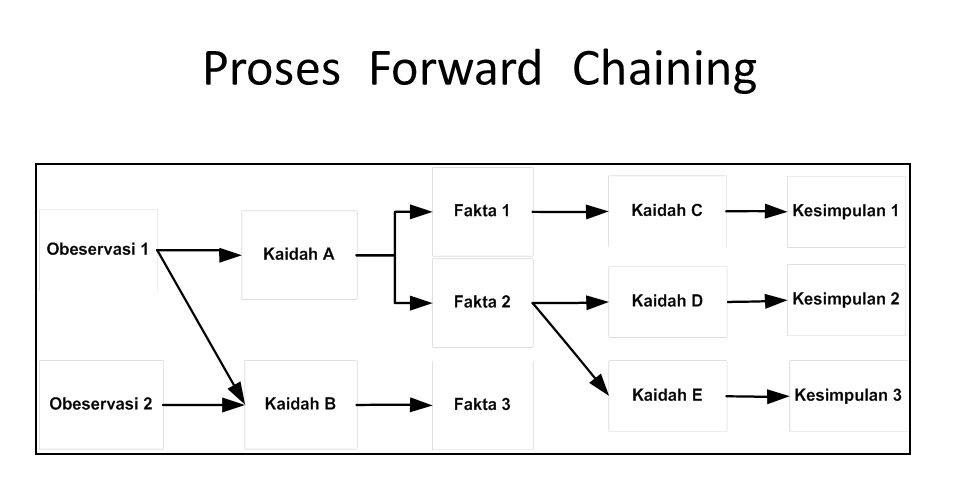 Proses Forward Chaining
Obeservasi 1
Kaidah A
Fakta 1
Kaidah C
Kesimpulan 1
Fakta 2
Kaidah D
Kesimpulan 2
Obeservasi 2
Kaidah B
Fakta 3
Kaidah E
Kesimpulan 3